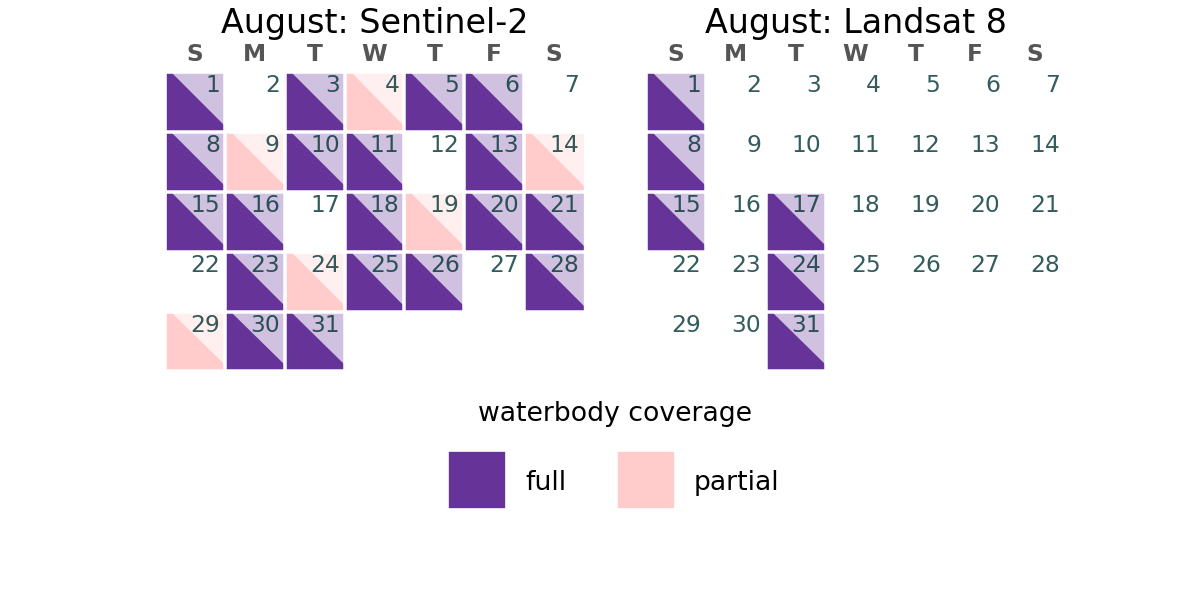 August: Sentinel-2
S M T W T F S
1 2 3 4 5 6 7
8 9 10 11 12 13 14
15 16 17 18 19 20 21
22 23 24 25 26 27 28
29 30 31
August: Landsat 8
S M T W T F S
1 2 3 4 5 6 7
8 9 10 11 12 13 14
15 16 17 18 19 20 21
22 23 24 25 26 27 28
29 30 31
waterbody coverage
full partial